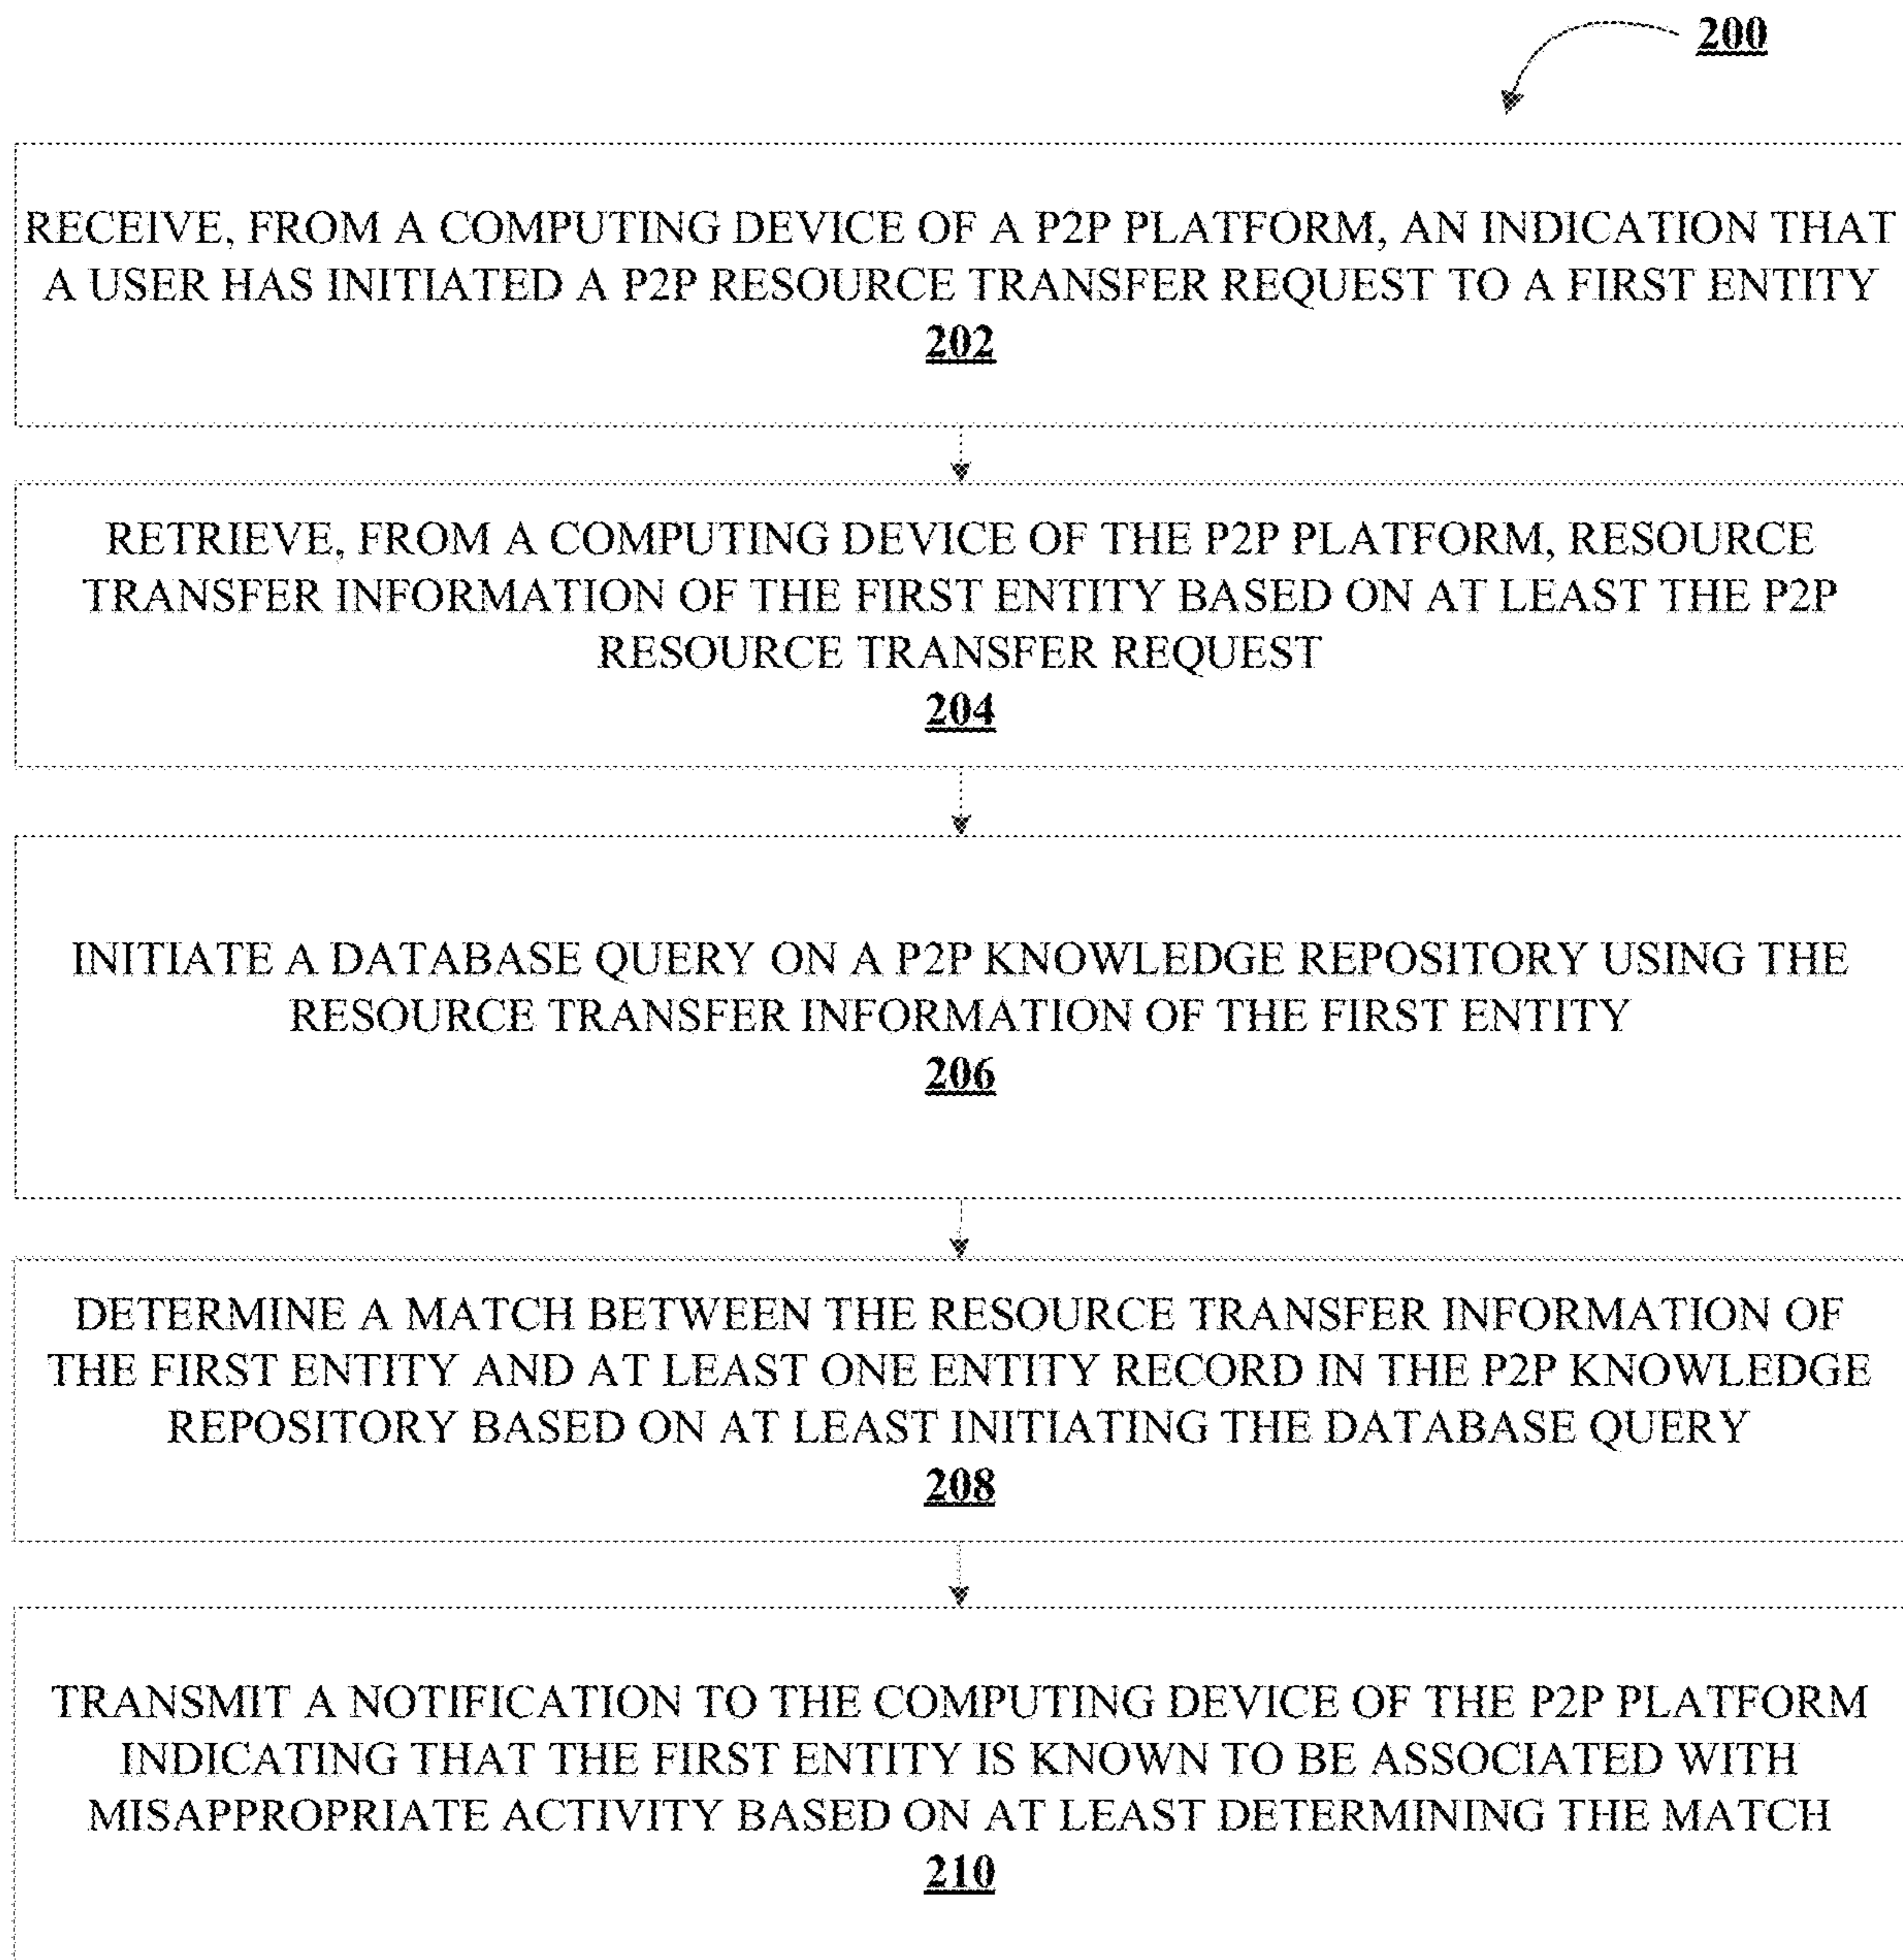 200
RECEIVE, FROM A COMPUTING DEVICE OF A P2P PLATFORM, AN INDICATION THAT
A USER HAS INITIATED A P2P RESOURCE TRANSFER REQUEST TO A FIRST ENTITY
202
RETRIEVE, FROM A COMPUTING DEVICE OF THE P2P PLATFORM, RESOURCE
TRANSFER INFORMATION OF THE FIRST ENTITY BASED ON AT LEAST THE P2P
RESOURCE TRANSFER REQUEST
204
INITIATE A DATABASE QUERY ON A P2P KNOWLEDGE REPOSITORY USING THE
RESOURCE TRANSFER INFORMATION OF THE FIRST ENTITY
206
DETERMINE A MATCH BETWEEN THE RESOURCE TRANSFER INFORMATION OF
THE FIRST ENTITY AND AT LEAST ONE ENTITY RECORD IN THE P2P KNOWLEDGE
REPOSITORY BASED ON AT LEAST INITIATING THE DATABASE QUERY
208
TRANSMIT A NOTIFICATION TO THE COMPUTING DEVICE OF THE P2P PLATFORM
INDICATING THAT THE FIRST ENTITY IS KNOWN TO BE ASSOCIATED WITH
MISAPPROPRIATE ACTIVITY BASED ON AT LEAST DETERMINING THE MATCH
210